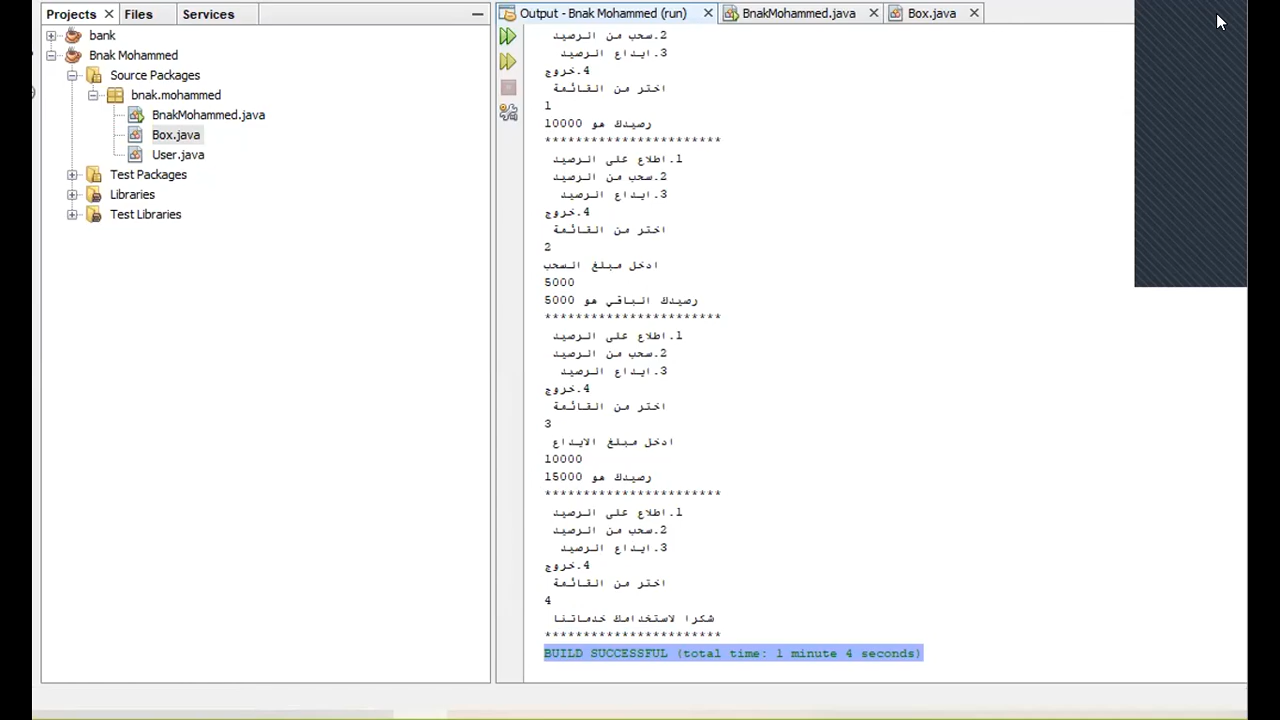 Projects
Files
Services
bank
Bnak Mohammed
Source Packages
bnak.mohammed
BnakMohammed.java
Box.java
User.java
Test Packages
Libraries
Test Libraries
Output - Bnak Mohammed (run)
BnakMohammed.java
Box.java
2.سحب من الرصيد
3.ايداع الرصيد
4.خروج
اختر من القائمة
1
رصيدك هو 10000
***********************
1.اطلاع على الرصيد
2.سحب من الرصيد
3.ايداع الرصيد
4.خروج
اختر من القائمة
2
ادخل مبلغ السحب
5000
رصيدك الباقي هو 5000
***********************
1.اطلاع على الرصيد
2.سحب من الرصيد
3.ايداع الرصيد
4.خروج
اختر من القائمة
3
ادخل مبلغ الايداع
10000
رصيدك هو 15000
***********************
1.اطلاع على الرصيد
2.سحب من الرصيد
3.ايداع الرصيد
4.خروج
اختر من القائمة
4
شكرا لاستخدامك خدماتنا
***********************
BUILD SUCCESSFUL (total time: 1 minute 4 seconds)